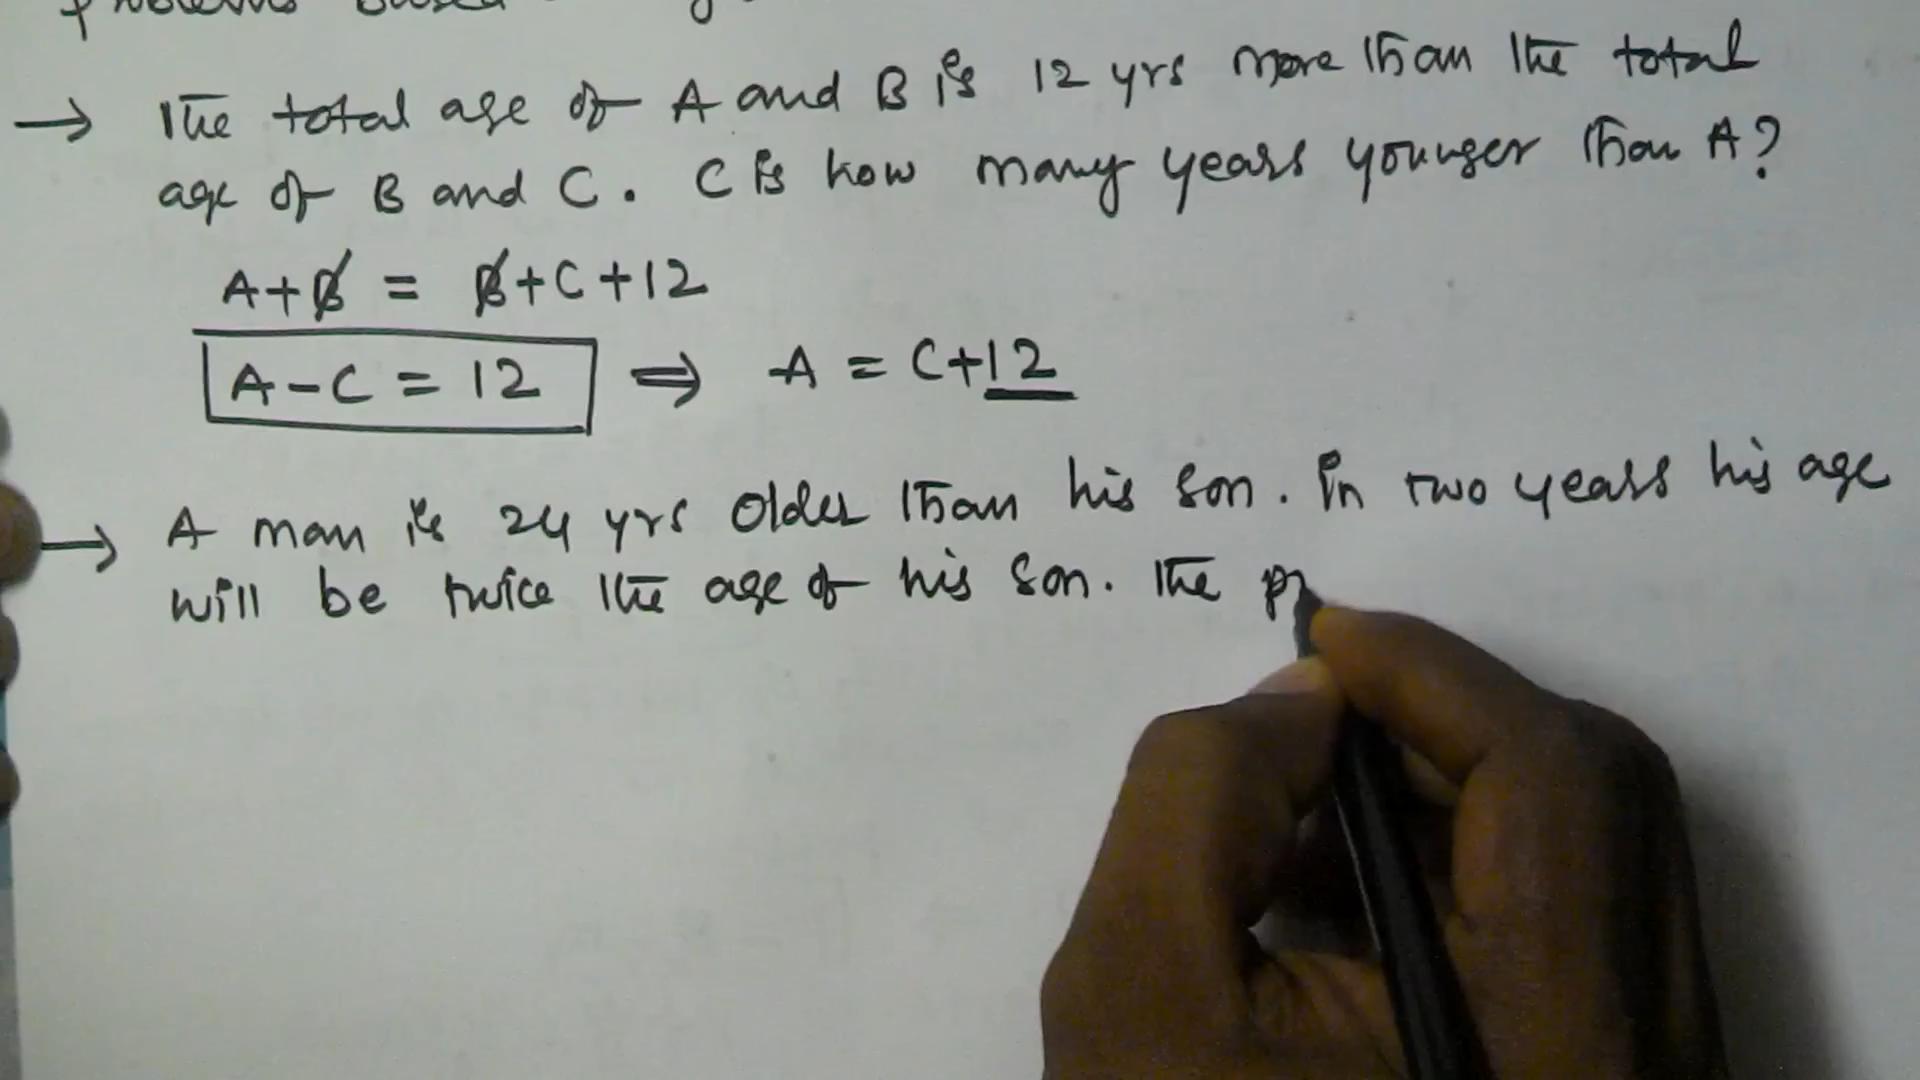 The total age of A and B is 12 yrs more than the total
age of B and C. C is how many years younger than A?
A+B = B+C+12
A-C = 12 ⇒ A = C+12
A man is 24 yrs older than his son. In two years his age
will be twice the age of his son. The pr